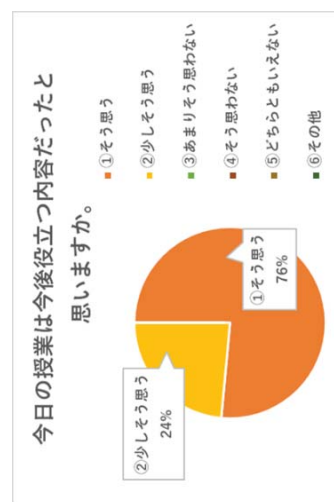 今日の授業は今後役立つ内容だったと
思いますか。
①そう思う
②少しそう思う
③あまりそう思わない
④そう思わない
⑤どちらともいえない
⑥その他
②少しそう思う
24%
①そう思う
76%